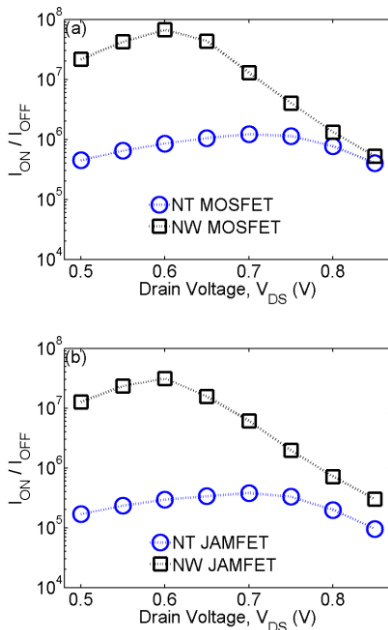 (a)
10^8
10^7
10^6
10^5
10^4
I_ON / I_OFF
NT MOSFET
NW MOSFET
0.5 0.6 0.7 0.8
Drain Voltage, V_DS (V)
(b)
10^8
10^7
10^6
10^5
10^4
I_ON / I_OFF
NT JAMFET
NW JAMFET
0.5 0.6 0.7 0.8
Drain Voltage, V_DS (V)